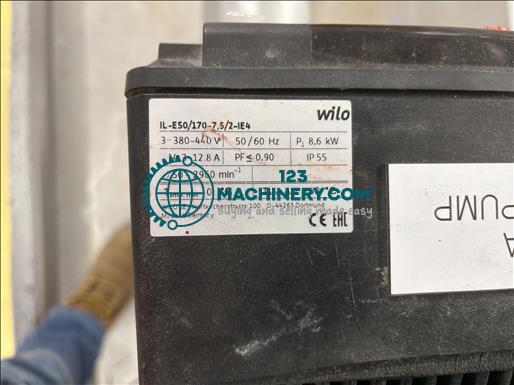 wilo
IL-E50/170-7,5/2-IE4
3~380-440 V 50/60 Hz P₁ 8,6 kW
12.8 A PF≤ 0.90 IP 55
2960 min⁻¹
123
MACHINERY.COM
Buying and selling made easy
100 D-44263 Dortmund
CE EAC
A
PUMP